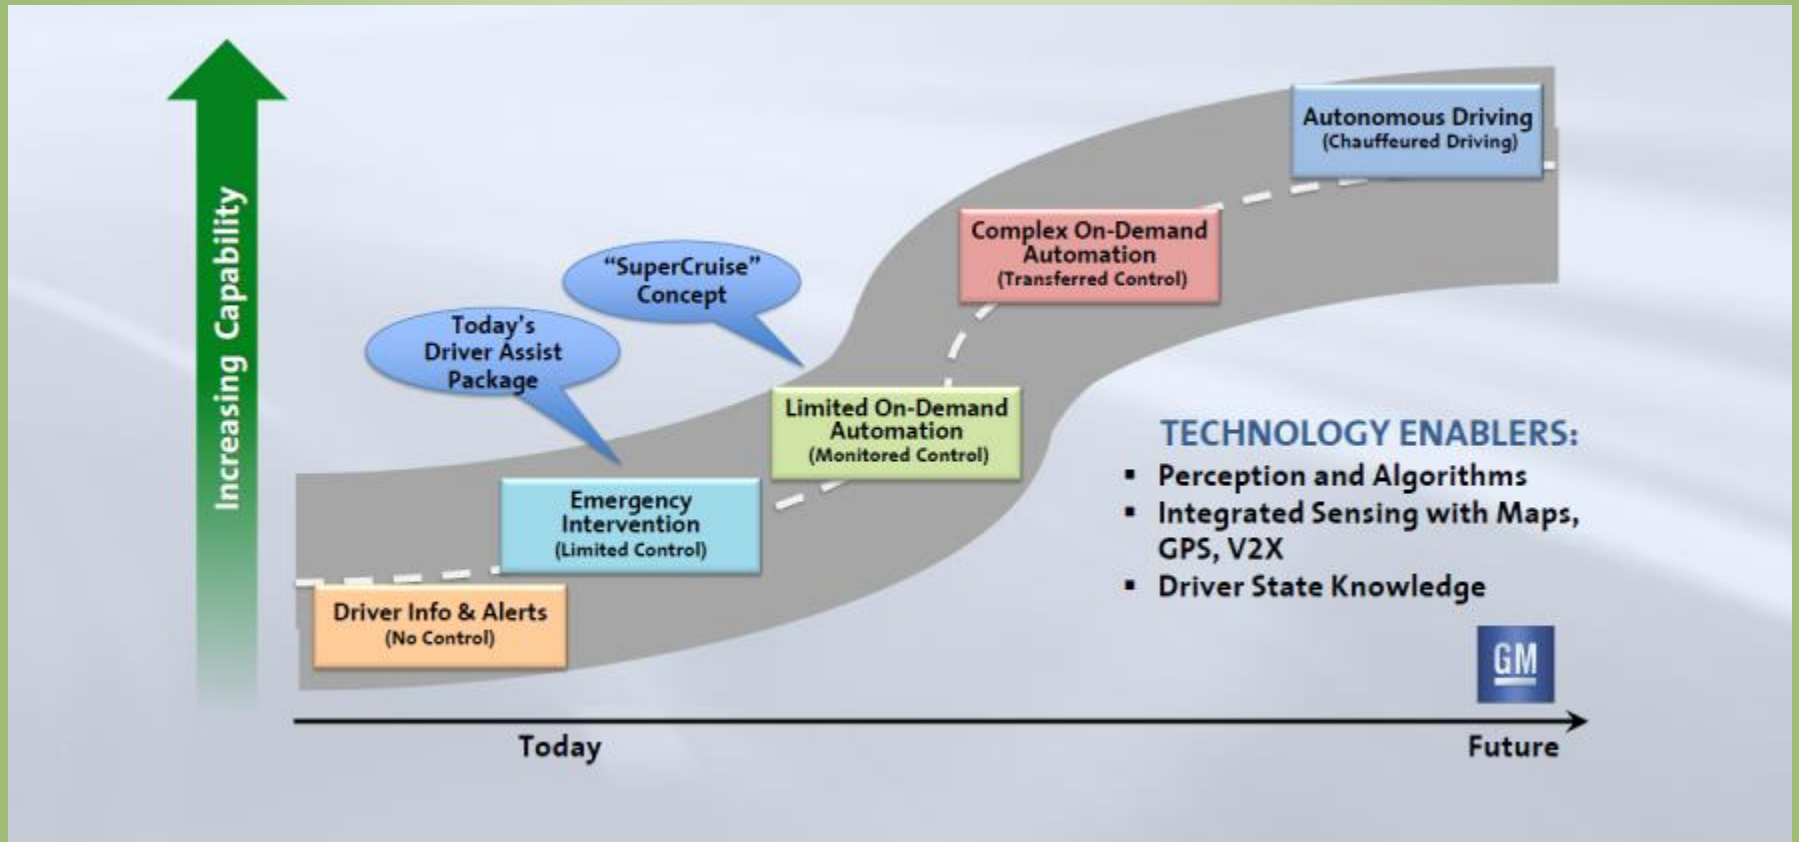 Increasing Capability
Autonomous Driving
(Chauffeured Driving)
Complex On-Demand
Automation
(Transferred Control)
“SuperCruise”
Concept
Today’s
Driver Assist
Package
Limited On-Demand
Automation
(Monitored Control)
Emergency
Intervention
(Limited Control)
Driver Info & Alerts
(No Control)
TECHNOLOGY ENABLERS:
▪ Perception and Algorithms
▪ Integrated Sensing with Maps,
GPS, V2X
▪ Driver State Knowledge
GM
Today
Future